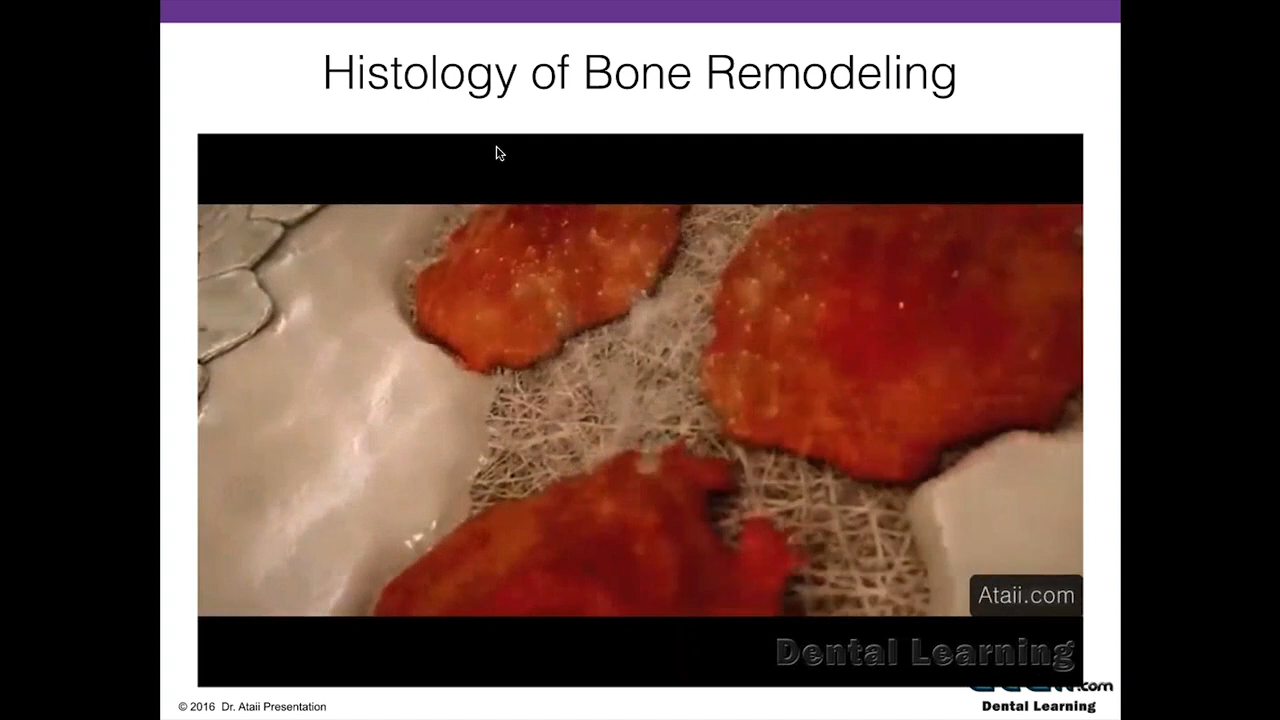 Histology of Bone Remodeling
Ataii.com
Dental Learning
.com
© 2016 Dr. Ataii Presentation
Dental Learning